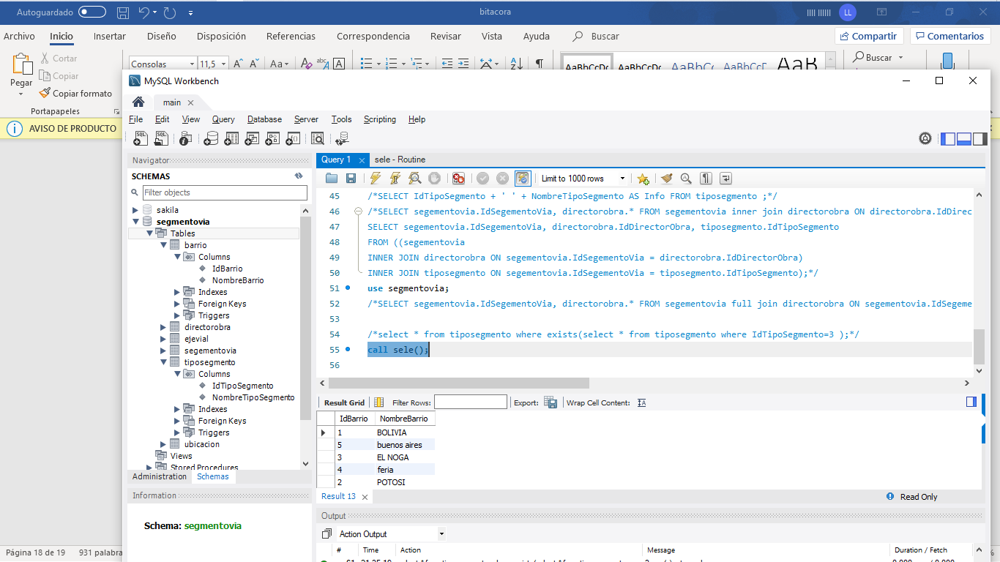 Autoguardado
bitacora
LL
Archivo Inicio Insertar Diseño Disposición Referencias Correspondencia Revisar Vista Ayuda Buscar Compartir Comentarios
Pegar
Cortar
Copiar
Copiar formato
Portapapeles
Consolas 11,5
Aa
AaBbCcDc AaBbCcDc AaBbCc AaBbCcD AaB
Buscar
AVISO DE PRODUCTO
MySQL Workbench
main
File Edit View Query Database Server Tools Scripting Help
Navigator
SCHEMAS
Filter objects
sakila
segmentovia
Tables
barrio
Columns
IdBarrio
NombreBarrio
Indexes
Foreign Keys
Triggers
directorobra
ejevial
segementovia
tiposegmento
Columns
IdTipoSegmento
NombreTipoSegmento
Indexes
Foreign Keys
Triggers
ubicacion
Views
Stored Procedures
Administration Schemas
Information
Schema: segmentovia
Query 1 sele - Routine
Limit to 1000 rows
45 /*SELECT IdTipoSegmento + ' ' + NombreTipoSegmento AS Info FROM tiposegmento ;*/
46 /*SELECT segementovia.IdSegementoVia, directorobra.* FROM segementovia inner join directorobra ON directorobra.IdDirec
47 SELECT segementovia.IdSegementoVia, directorobra.IdDirectorObra, tiposegmento.IdTipoSegmento
48 FROM ((segementovia
49 INNER JOIN directorobra ON segementovia.IdSegementoVia = directorobra.IdDirectorObra)
50 INNER JOIN tiposegmento ON segementovia.IdSegementoVia = tiposegmento.IdTipoSegmento);*/
51 use segmentovia;
52 /*SELECT segementovia.IdSegementoVia, directorobra.* FROM segementovia full join directorobra ON segementovia.IdSegeme
53
54 /*select * from tiposegmento where exists(select * from tiposegmento where IdTipoSegmento=3 );*/
55 call sele();
56
Result Grid Filter Rows: Export: Wrap Cell Content:
IdBarrio NombreBarrio
1 BOLIVIA
5 buenos aires
3 EL NOGA
4 feria
2 POTOSI
Result 13
Read Only
Output
Action Output
# Time Action Message Duration / Fetch
Página 18 de 19 931 palabra